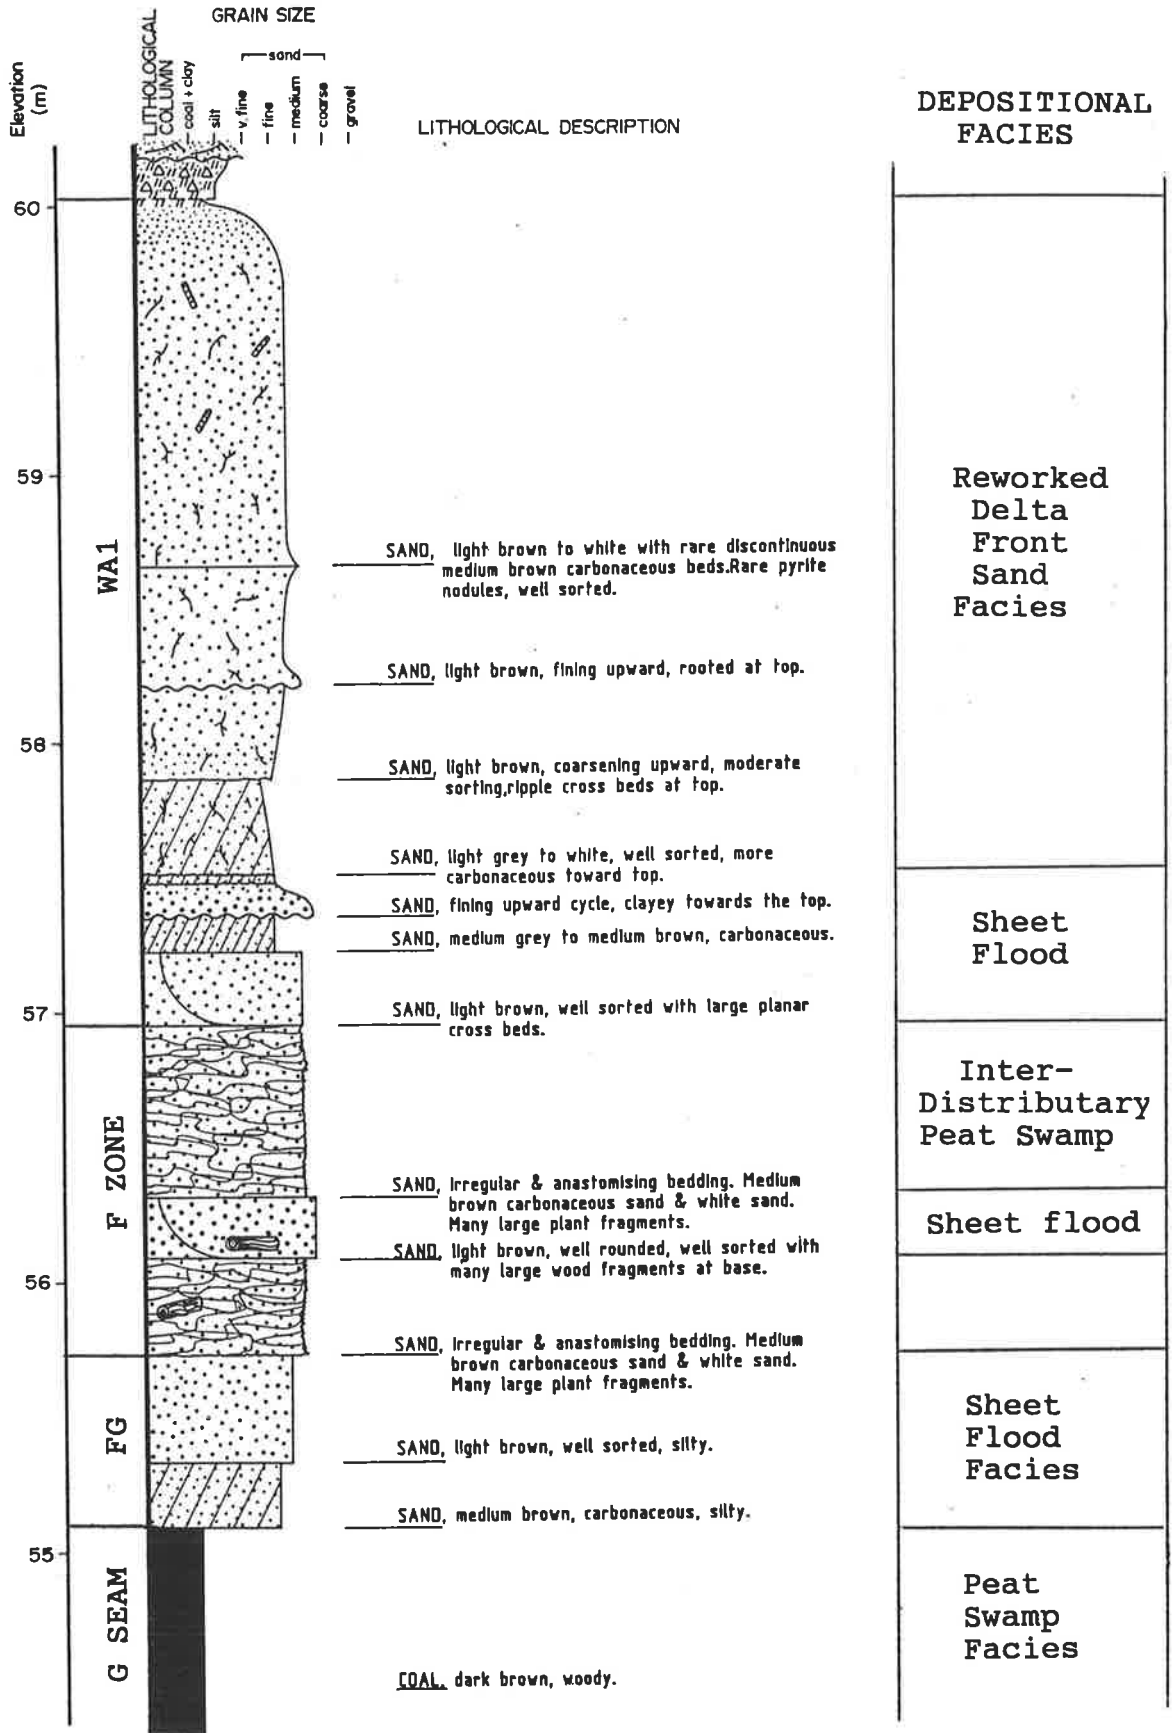 GRAIN SIZE
sand
Elevation
(m)
LITHOLOGICAL
COLUMN
coal + clay
silt
v. fine
fine
medium
coarse
gravel
LITHOLOGICAL DESCRIPTION
DEPOSITIONAL
FACIES
60
59
58
57
56
55
WA1
F ZONE
FG
G SEAM
SAND, light brown to white with rare discontinuous
medium brown carbonaceous beds.Rare pyrite
nodules, well sorted.
SAND, light brown, fining upward, rooted at top.
SAND, light brown, coarsening upward, moderate
sorting,ripple cross beds at top.
SAND, light grey to white, well sorted, more
carbonaceous toward top.
SAND, fining upward cycle, clayey towards the top.
SAND, medium grey to medium brown, carbonaceous.
SAND, light brown, well sorted with large planar
cross beds.
SAND, irregular & anastomising bedding. Medium
brown carbonaceous sand & white sand.
Many large plant fragments.
SAND, light brown, well rounded, well sorted with
many large wood fragments at base.
SAND, irregular & anastomising bedding. Medium
brown carbonaceous sand & white sand.
Many large plant fragments.
SAND, light brown, well sorted, silty.
SAND, medium brown, carbonaceous, silty.
COAL. dark brown, woody.
Reworked
Delta
Front
Sand
Facies
Sheet
Flood
Inter-
Distributary
Peat Swamp
Sheet flood
Sheet
Flood
Facies
Peat
Swamp
Facies